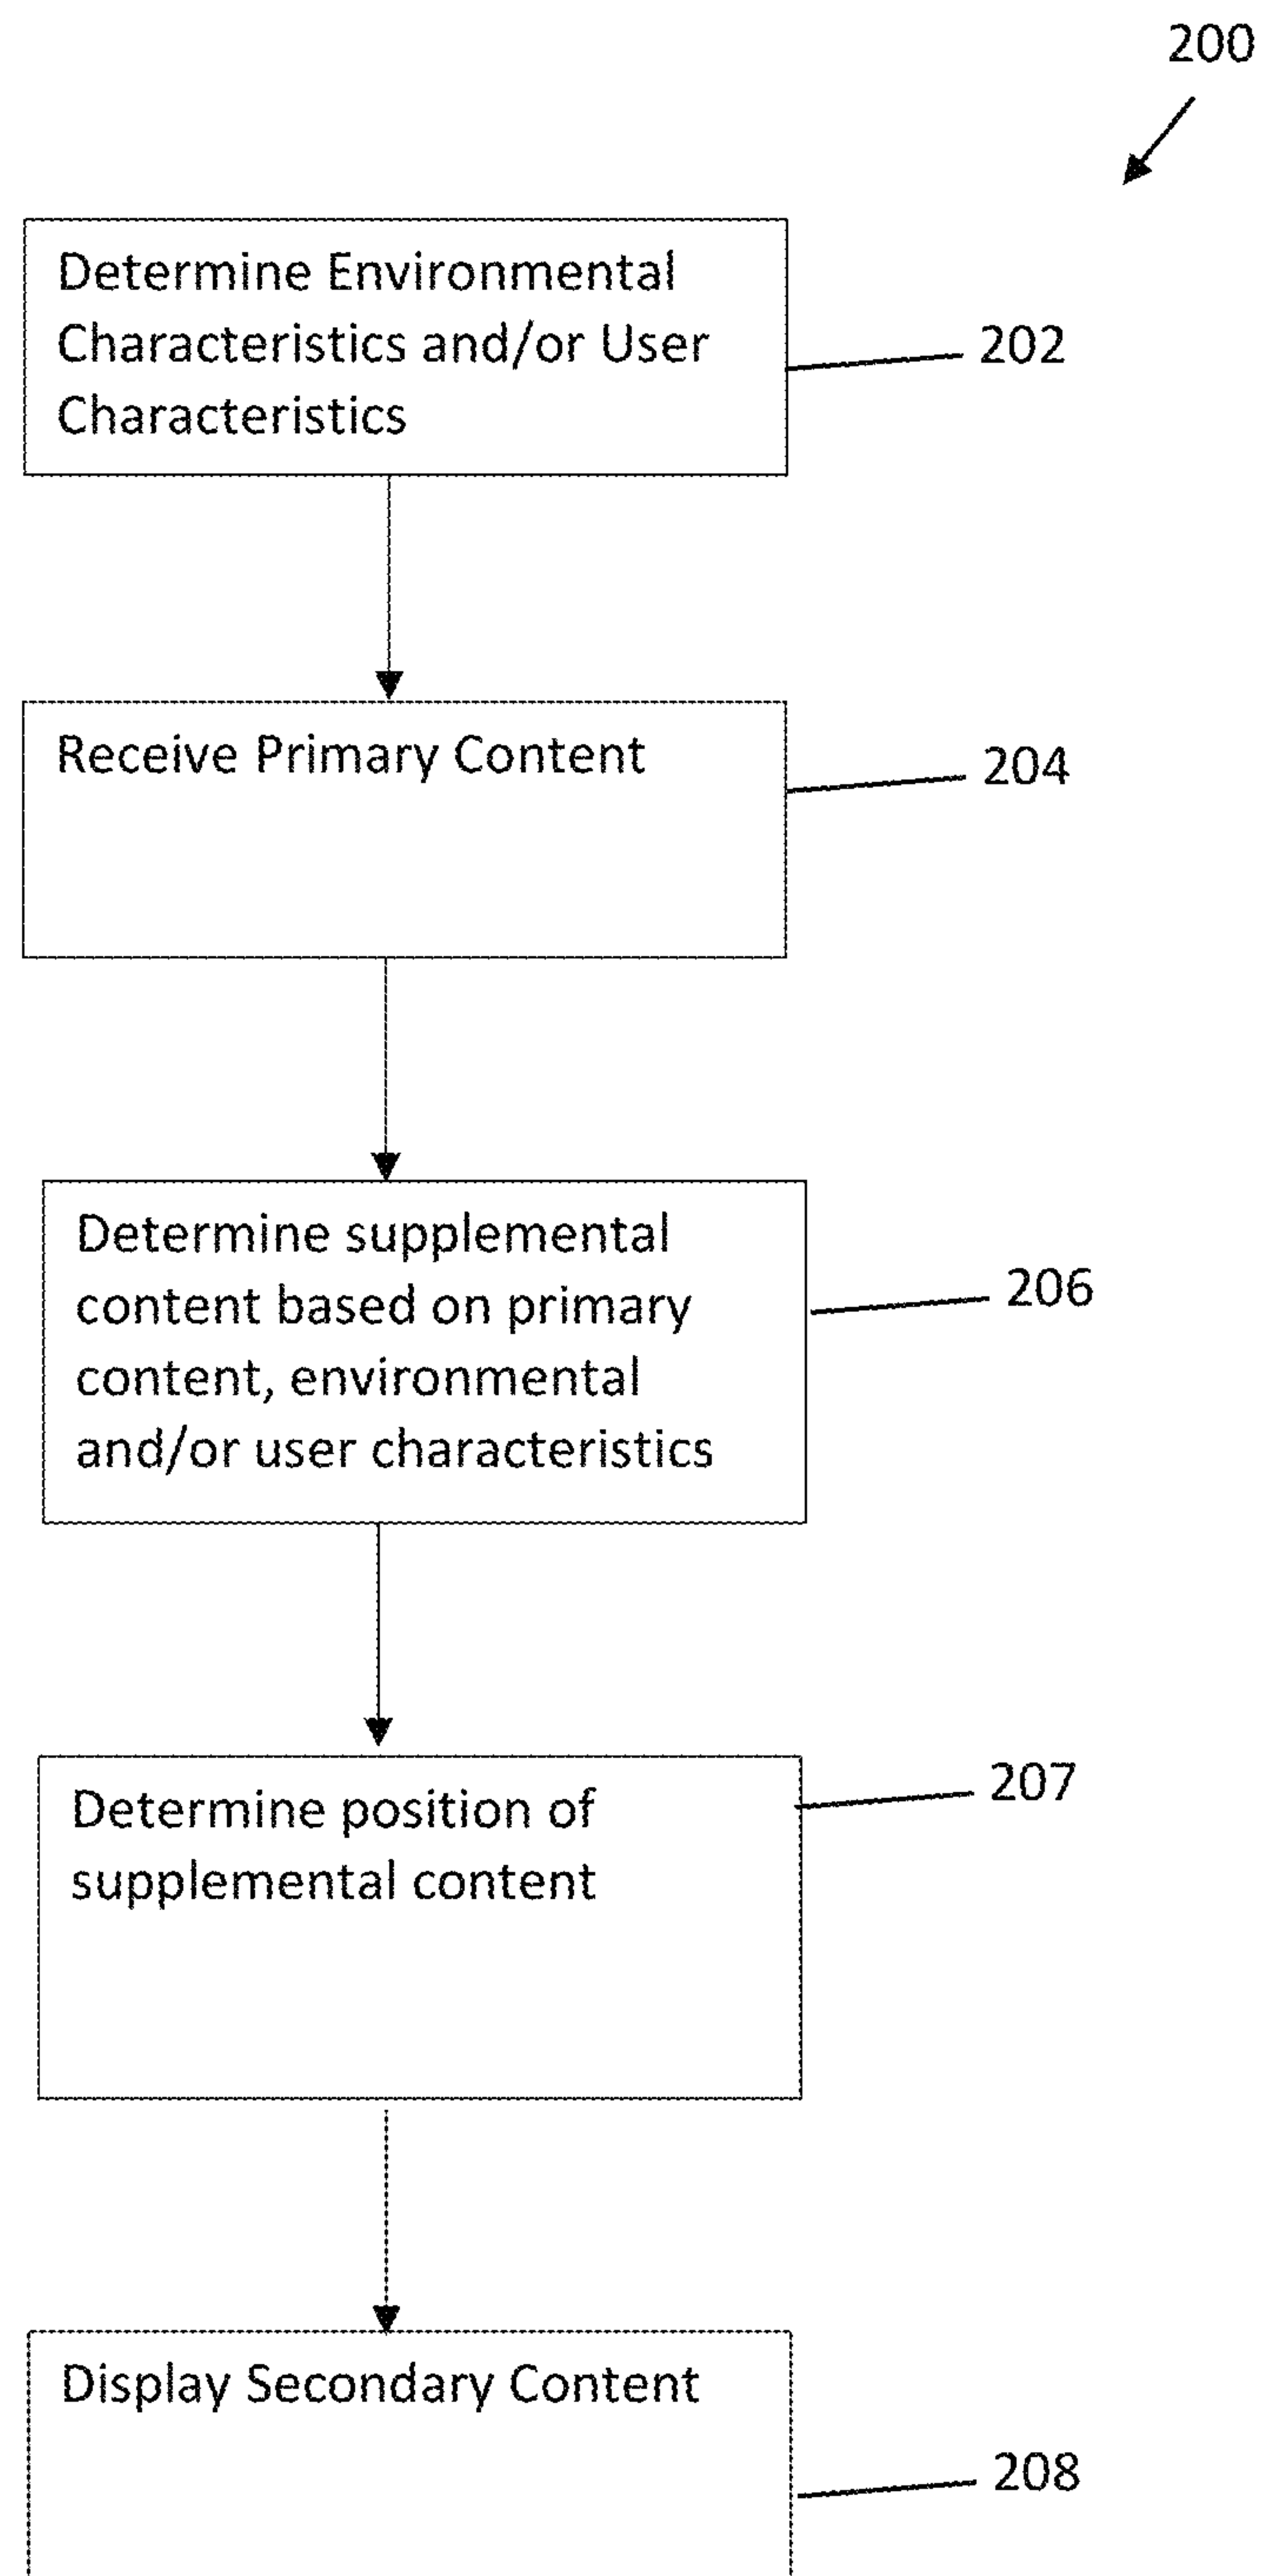 200
Determine Environmental
Characteristics and/or User
Characteristics
202
Receive Primary Content
204
Determine supplemental
content based on primary
content, environmental
and/or user characteristics
206
Determine position of
supplemental content
207
Display Secondary Content
208